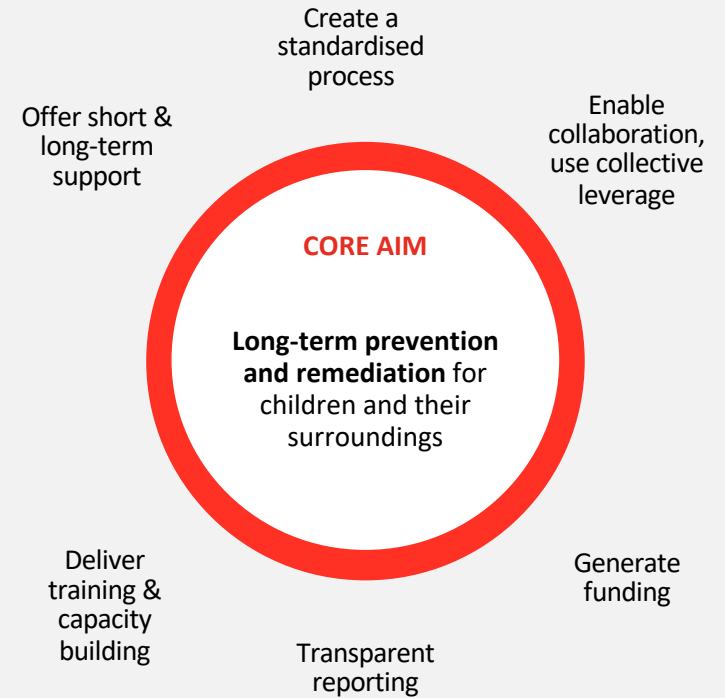 Create a
standardised
process
Offer short &
long-term
support
Enable
collaboration,
use collective
leverage
CORE AIM
Long-term prevention
and remediation for
children and their
surroundings
Deliver
training &
capacity
building
Generate
funding
Transparent
reporting